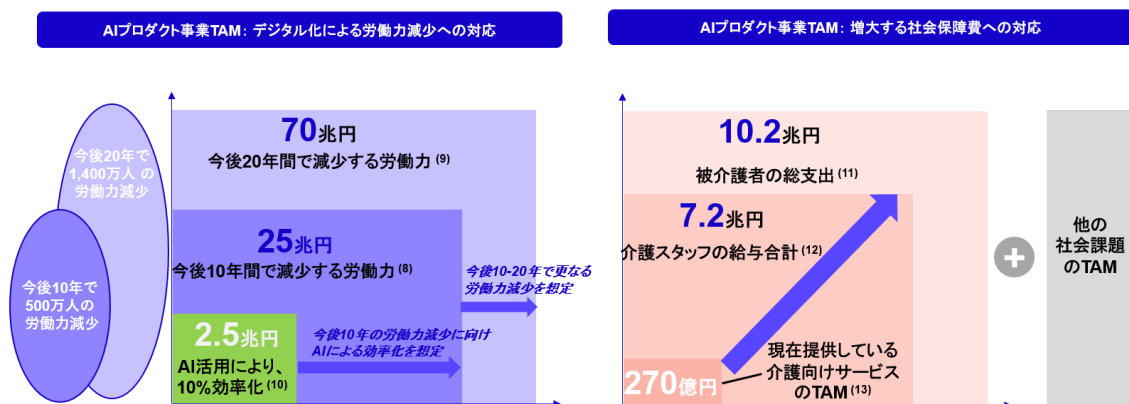 AIプロダクト事業TAM：デジタル化による労働力減少への対応
今後20年で
1,400万人 の
労働力減少
今後10年で
500万人の
労働力減少
70兆円
今後20年間で減少する労働力 (9)
25兆円
今後10年間で減少する労働力 (8)
今後10-20年で更なる
労働力減少を想定
2.5兆円
AI活用により、
10%効率化 (10)
今後10年の労働力減少に向け
AIによる効率化を想定
AIプロダクト事業TAM：増大する社会保障費への対応
10.2兆円
被介護者の総支出 (11)
7.2兆円
介護スタッフの給与合計 (12)
270億円
現在提供している
介護向けサービス
のTAM (13)
+
他の
社会課題
のTAM